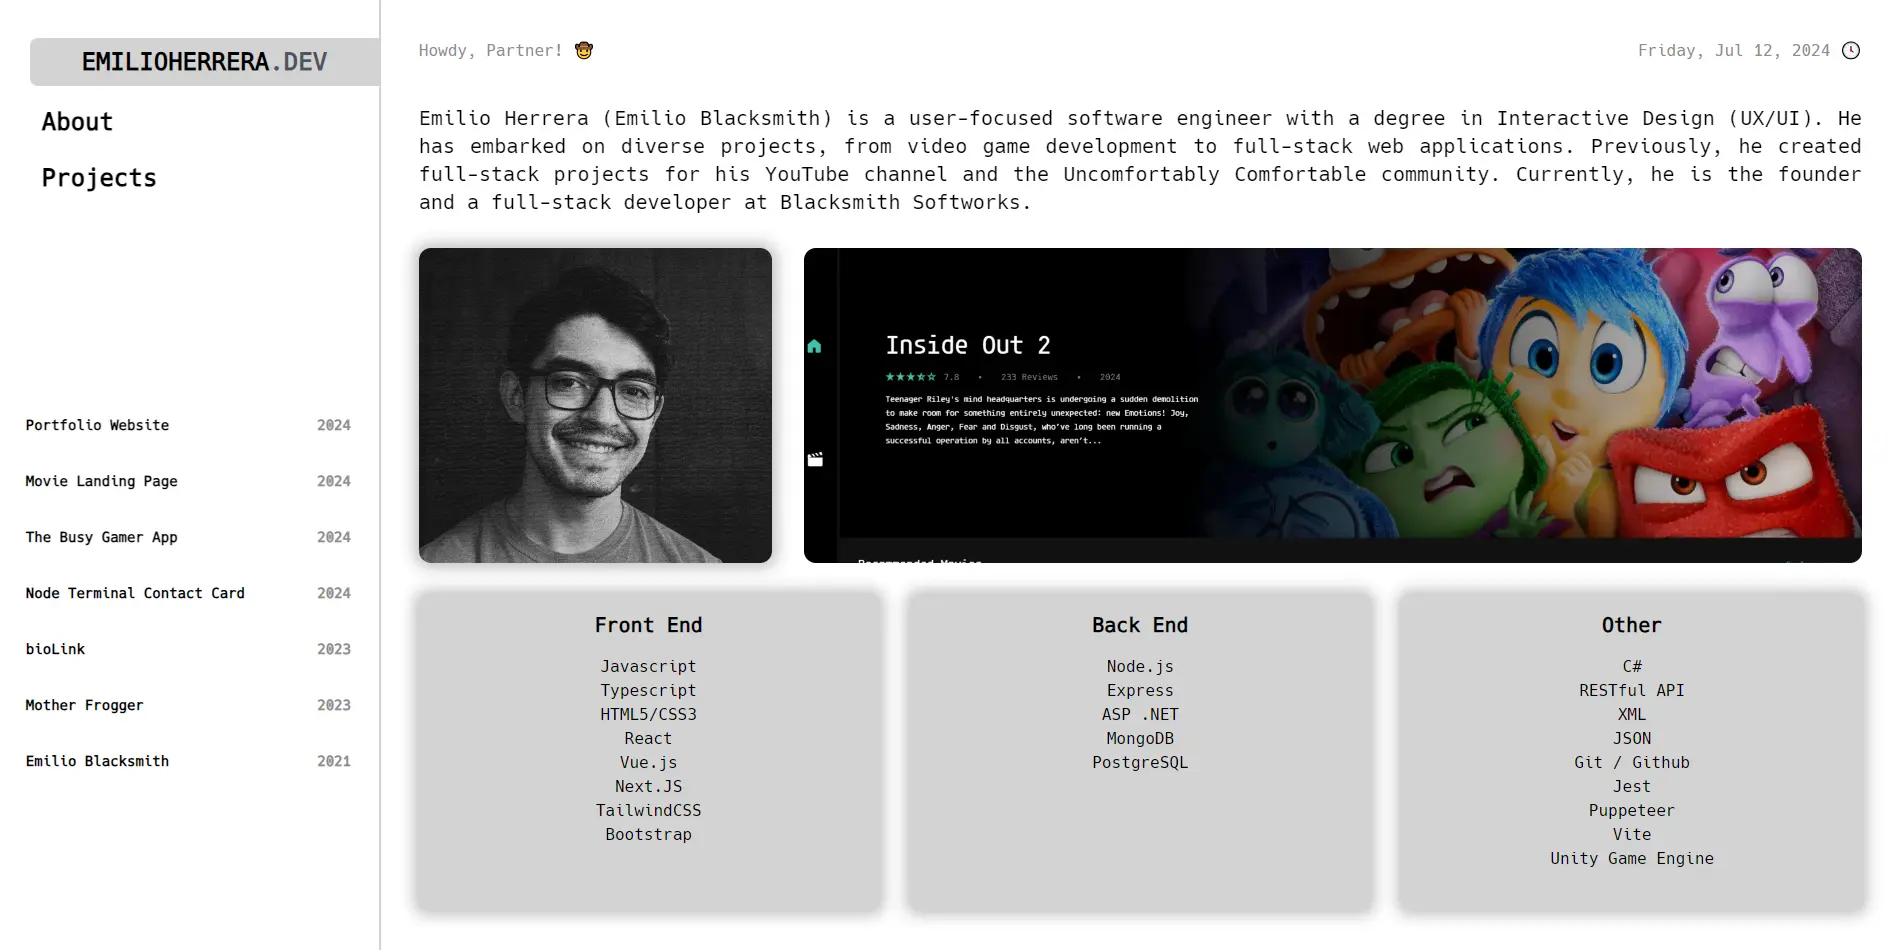 EMILIOHERRERA.DEV
About
Projects
Portfolio Website 2024
Movie Landing Page 2024
The Busy Gamer App 2024
Node Terminal Contact Card 2024
bioLink 2023
Mother Frogger 2023
Emilio Blacksmith 2021
Howdy, Partner! 🤠
Friday, Jul 12, 2024
Emilio Herrera (Emilio Blacksmith) is a user-focused software engineer with a degree in Interactive Design (UX/UI). He
has embarked on diverse projects, from video game development to full-stack web applications. Previously, he created
full-stack projects for his YouTube channel and the Uncomfortably Comfortable community. Currently, he is the founder
and a full-stack developer at Blacksmith Softworks.
Inside Out 2
7.8 • 233 Reviews • 2024
Teenager Riley's mind headquarters is undergoing a sudden demolition
to make room for something entirely unexpected: new Emotions! Joy,
Sadness, Anger, Fear and Disgust, who've long been running a
successful operation by all accounts, aren't...
Recommended Movies
Front End
Javascript
Typescript
HTML5/CSS3
React
Vue.js
Next.JS
TailwindCSS
Bootstrap
Back End
Node.js
Express
ASP .NET
MongoDB
PostgreSQL
Other
C#
RESTful API
XML
JSON
Git / Github
Jest
Puppeteer
Vite
Unity Game Engine